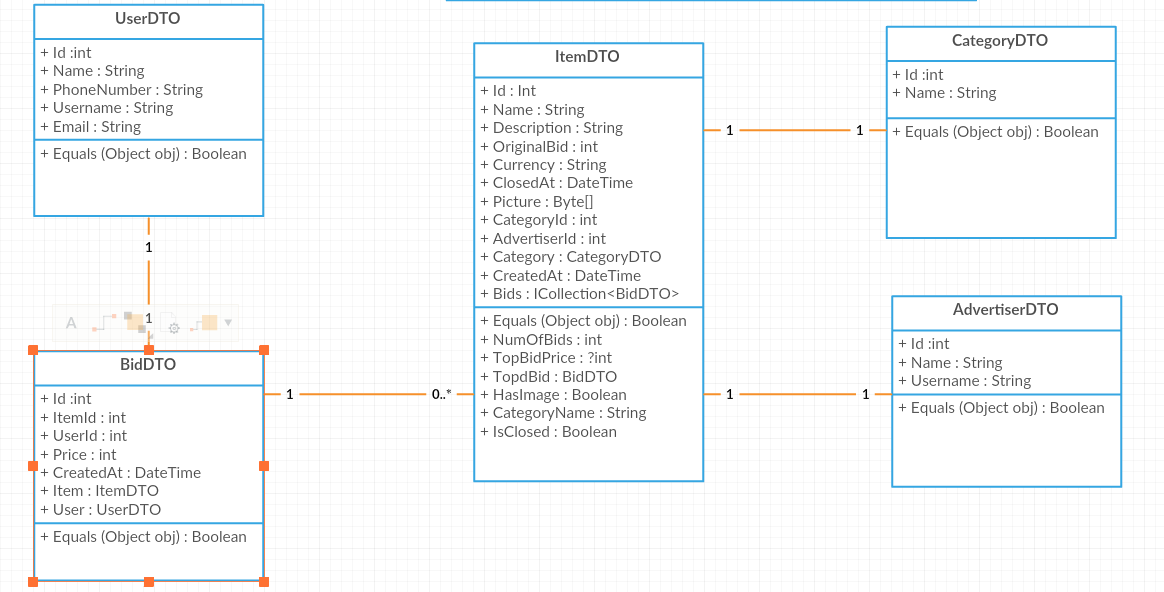 UserDTO
+ Id :int
+ Name : String
+ PhoneNumber : String
+ Username : String
+ Email : String
+ Equals (Object obj) : Boolean
1
1
A
BidDTO
+ Id :int
+ ItemId : int
+ UserId : int
+ Price : int
+ CreatedAt : DateTime
+ Item : ItemDTO
+ User : UserDTO
+ Equals (Object obj) : Boolean
1
0..*
ItemDTO
+ Id : Int
+ Name : String
+ Description : String
+ OriginalBid : int
+ Currency : String
+ ClosedAt : DateTime
+ Picture : Byte[]
+ CategoryId : int
+ AdvertiserId : int
+ Category : CategoryDTO
+ CreatedAt : DateTime
+ Bids : ICollection<BidDTO>
+ Equals (Object obj) : Boolean
+ NumOfBids : int
+ TopBidPrice : ?int
+ TopdBid : BidDTO
+ HasImage : Boolean
+ CategoryName : String
+ IsClosed : Boolean
1
1
CategoryDTO
+ Id :int
+ Name : String
+ Equals (Object obj) : Boolean
1
1
AdvertiserDTO
+ Id :int
+ Name : String
+ Username : String
+ Equals (Object obj) : Boolean